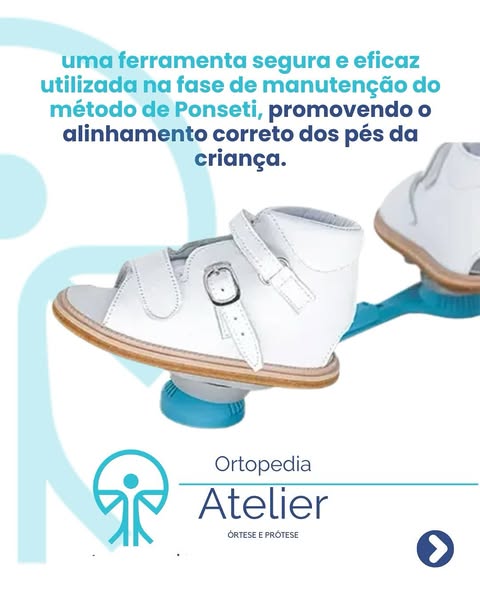 uma ferramenta segura e eficaz
utilizada na fase de manutenção do
método de Ponseti, promovendo o
alinhamento correto dos pés da
criança.
Ortopedia
Atelier
ÓRTESE E PRÓTESE